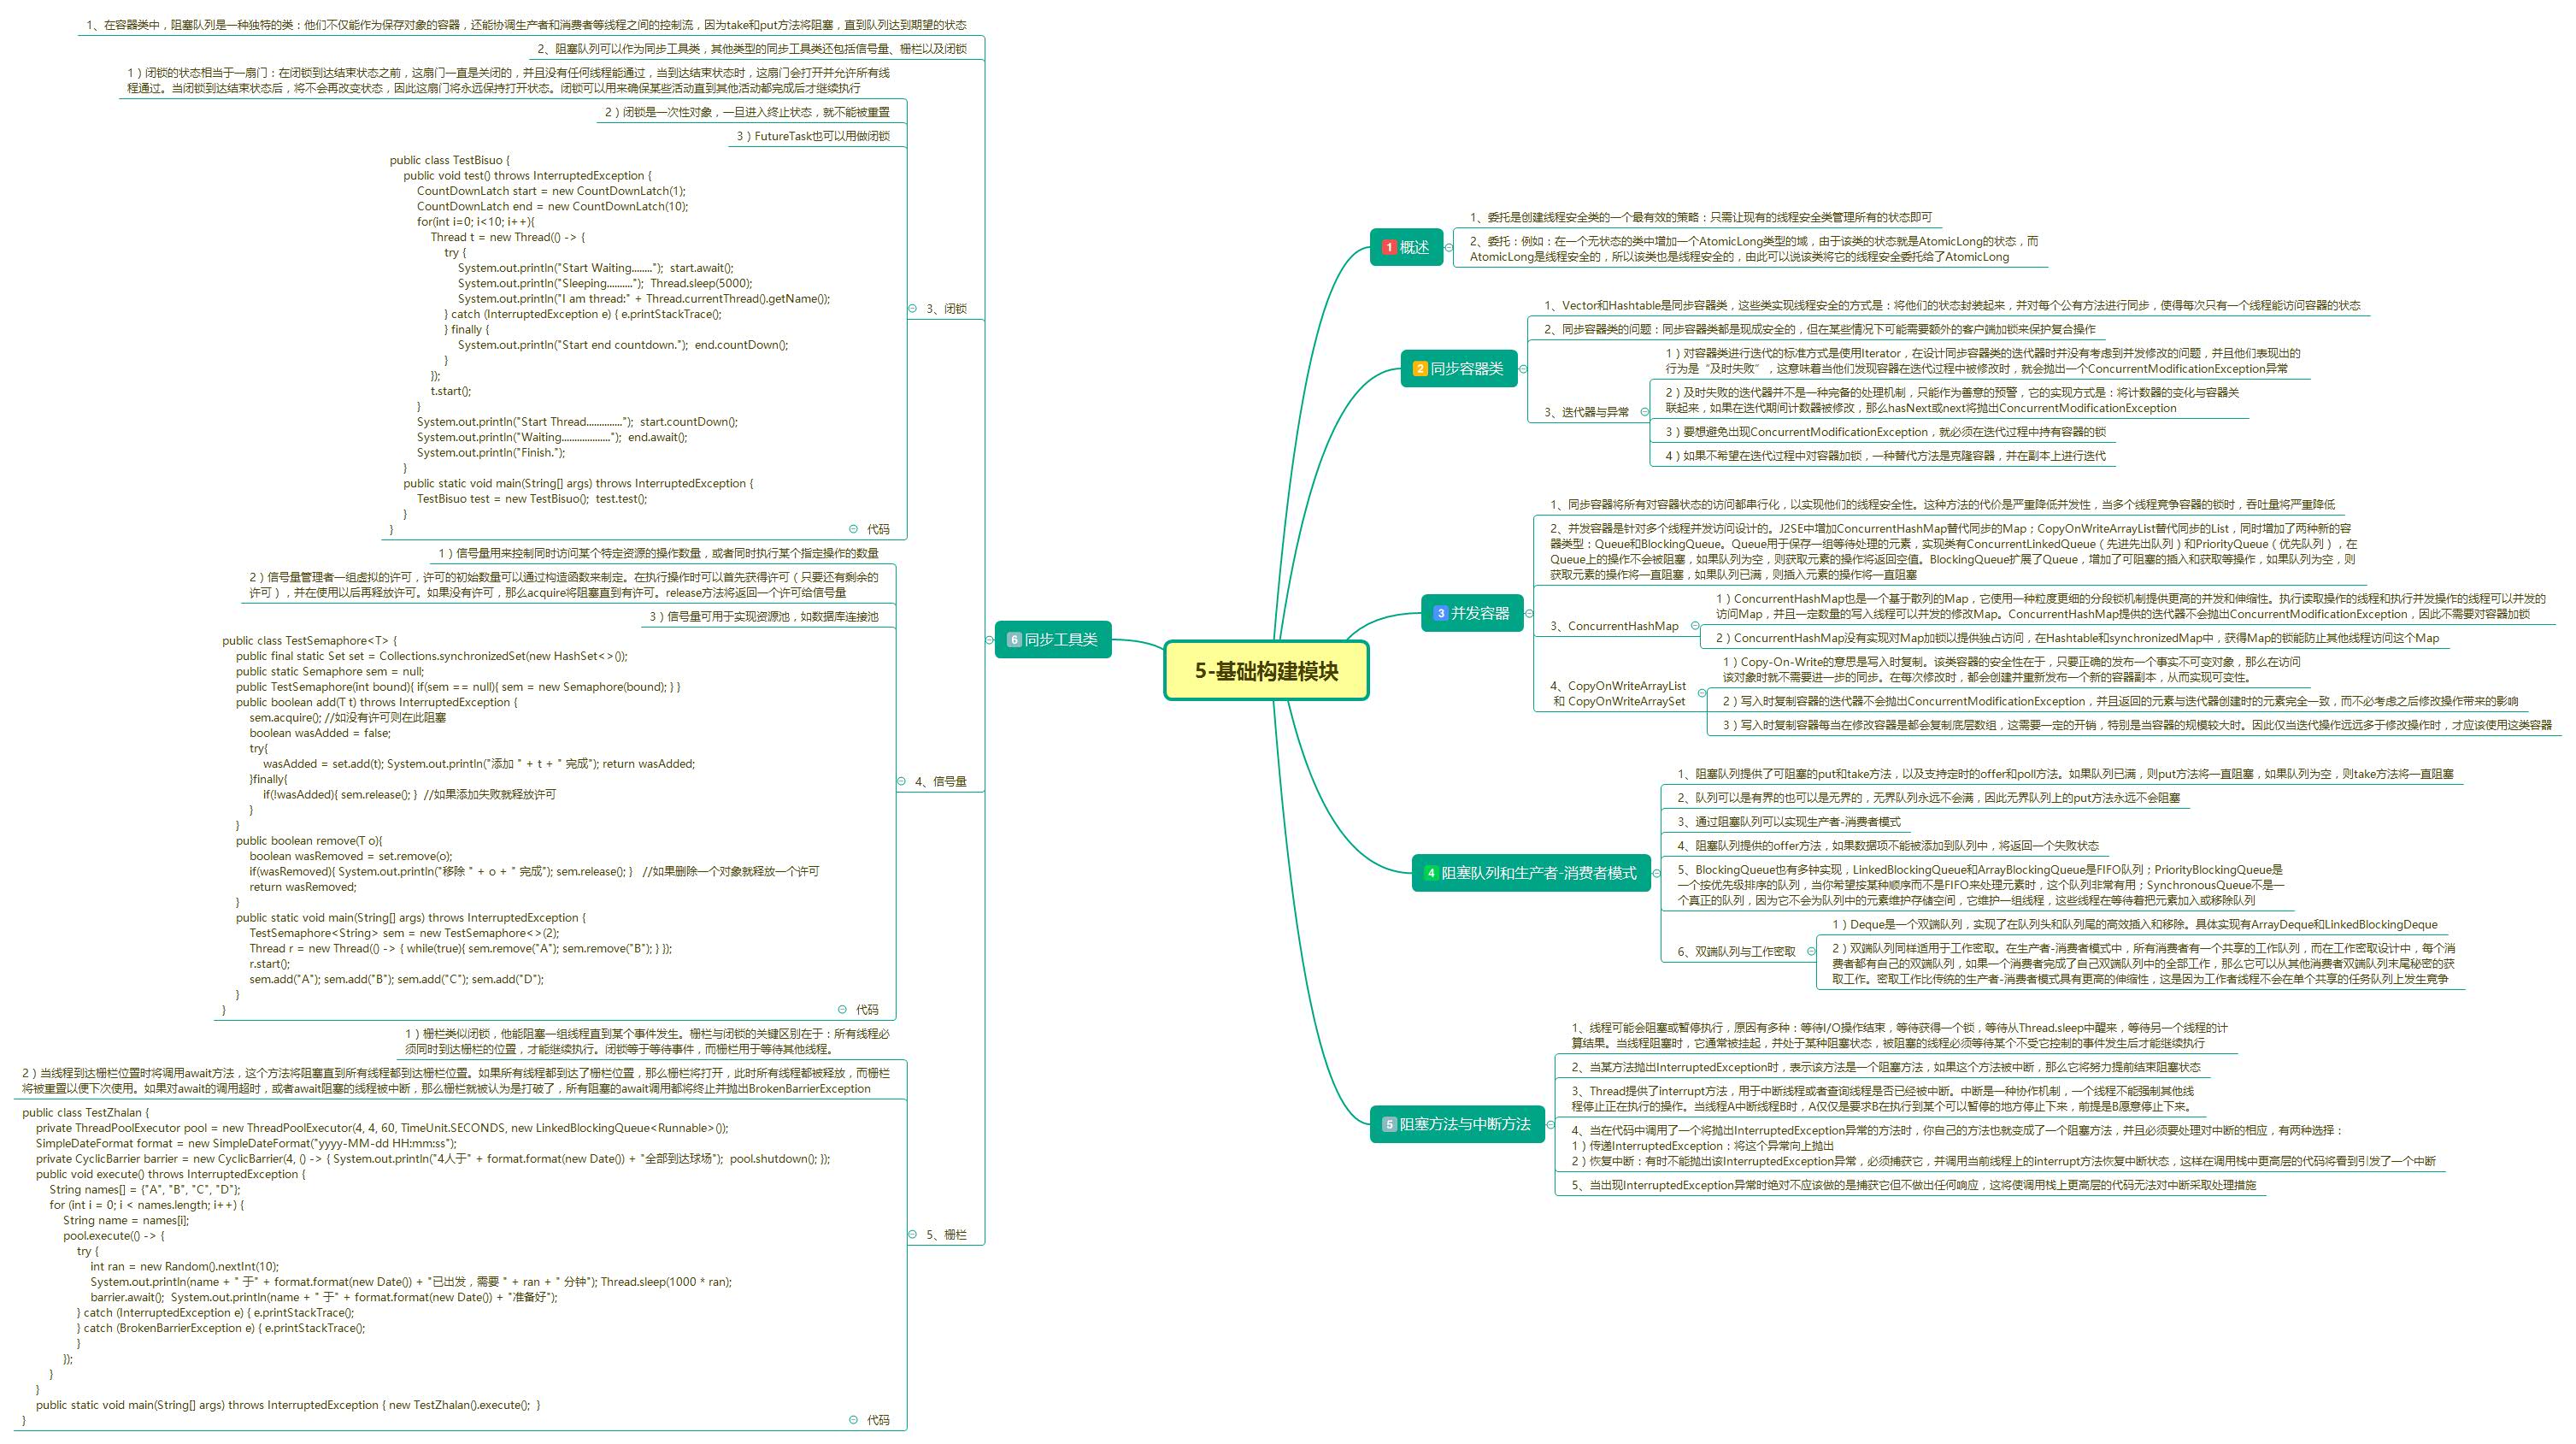 5-基础构建模块
1 概述
1、委托是创建线程安全类的一个最有效的策略：只需让现有的线程安全类管理所有的状态即可
2、委托：例如：在一个无状态的类中增加一个AtomicLong类型的域，由于该类的状态就是AtomicLong的状态，而
AtomicLong是线程安全的，所以该类也是线程安全的，由此可以说该类将它的线程安全委托给了AtomicLong
2 同步容器类
1、Vector和Hashtable是同步容器类，这些类实现线程安全的方式是：将他们的状态封装起来，并对每个公有方法进行同步，使得每次只有一个线程能访问容器的状态
2、同步容器类的问题：同步容器类都是现成安全的，但在某些情况下可能需要额外的客户端加锁来保护复合操作
3、迭代器与异常
1）对容器类进行迭代的标准方式是使用Iterator，在设计同步容器类的迭代器时并没有考虑到并发修改的问题，并且他们表现出的
行为是“及时失败”，这意味着当他们发现容器在迭代过程中被修改时，就会抛出一个ConcurrentModificationException异常
2）及时失败的迭代器并不是一种完备的处理机制，只能作为善意的预警，它的实现方式是：将计数器的变化与容器关
联起来，如果在迭代期间计数器被修改，那么hasNext或next将抛出ConcurrentModificationException
3）要想避免出现ConcurrentModificationException，就必须在迭代过程中持有容器的锁
4）如果不希望在迭代过程中对容器加锁，一种替代方法是克隆容器，并在副本上进行迭代
3 并发容器
1、同步容器将所有对容器状态的访问都串行化，以实现他们的线程安全性。这种方法的代价是严重降低并发性，当多个线程竞争容器的锁时，吞吐量将严重降低
2、并发容器是针对多个线程并发访问设计的。J2SE中增加ConcurrentHashMap替代同步的Map；CopyOnWriteArrayList替代同步的List，同时增加了两种新的容
器类型：Queue和BlockingQueue。Queue用于保存一组等待处理的元素，实现类有ConcurrentLinkedQueue（先进先出队列）和PriorityQueue（优先队列），在
Queue上的操作不会被阻塞，如果队列为空，则获取元素的操作将返回空值。BlockingQueue扩展了Queue，增加了可阻塞的插入和获取等操作，如果队列为空，则
获取元素的操作将一直阻塞，如果队列已满，则插入元素的操作将一直阻塞
3、ConcurrentHashMap
1）ConcurrentHashMap也是一个基于散列的Map，它使用一种粒度更细的分段锁机制提供更高的并发和伸缩性。执行读取操作的线程和执行并发操作的线程可以并发的
访问Map，并且一定数量的写入线程可以并发的修改Map。ConcurrentHashMap提供的迭代器不会抛出ConcurrentModificationException，因此不需要对容器加锁
2）ConcurrentHashMap没有实现对Map加锁以提供独占访问，在Hashtable和synchronizedMap中，获得Map的锁能防止其他线程访问这个Map
4、CopyOnWriteArrayList
和 CopyOnWriteArraySet
1）Copy-On-Write的意思是写入时复制。该类容器的安全性在于，只要正确的发布一个事实不可变对象，那么在访问
该对象时就不需要进一步的同步。在每次修改时，都会创建并重新发布一个新的容器副本，从而实现可变性。
2）写入时复制容器的迭代器不会抛出ConcurrentModificationException，并且返回的元素与迭代器创建时的元素完全一致，而不必考虑之后修改操作带来的影响
3）写入时复制容器每当在修改容器是都会复制底层数组，这需要一定的开销，特别是当容器的规模较大时。因此仅当迭代操作远远多于修改操作时，才应该使用这类容器
4 阻塞队列和生产者-消费者模式
1、阻塞队列提供了可阻塞的put和take方法，以及支持定时的offer和poll方法。如果队列已满，则put方法将一直阻塞，如果队列为空，则take方法将一直阻塞
2、队列可以是有界的也可以是无界的，无界队列永远不会满，因此无界队列上的put方法永远不会阻塞
3、通过阻塞队列可以实现生产者-消费者模式
4、阻塞队列提供的offer方法，如果数据项不能被添加到队列中，将返回一个失败状态
5、BlockingQueue也有多钟实现，LinkedBlockingQueue和ArrayBlockingQueue是FIFO队列；PriorityBlockingQueue是
一个按优先级排序的队列，当你希望按某种顺序而不是FIFO来处理元素时，这个队列非常有用；SynchronousQueue不是一
个真正的队列，因为它不会为队列中的元素维护存储空间，它维护一组线程，这些线程在等待着把元素加入或移除队列
6、双端队列与工作密取
1）Deque是一个双端队列，实现了在队列头和队列尾的高效插入和移除。具体实现有ArrayDeque和LinkedBlockingDeque
2）双端队列同样适用于工作密取。在生产者-消费者模式中，所有消费者有一个共享的工作队列，而在工作密取设计中，每个消
费者都有自己的双端队列，如果一个消费者完成了自己双端队列中的全部工作，那么它可以从其他消费者双端队列末尾秘密的获
取工作。密取工作比传统的生产者-消费者模式具有更高的伸缩性，这是因为工作者线程不会在单个共享的任务队列上发生竞争
5 阻塞方法与中断方法
1、线程可能会阻塞或暂停执行，原因有多种：等待I/O操作结束，等待获得一个锁，等待从Thread.sleep中醒来，等待另一个线程的计
算结果。当线程阻塞时，它通常被挂起，并处于某种阻塞状态，被阻塞的线程必须等待某个不受它控制的事件发生后才能继续执行
2、当某方法抛出InterruptedException时，表示该方法是一个阻塞方法，如果这个方法被中断，那么它将努力提前结束阻塞状态
3、Thread提供了interrupt方法，用于中断线程或者查询线程是否已经被中断。中断是一种协作机制，一个线程不能强制其他线
程停止正在执行的操作。当线程A中断线程B时，A仅仅是要求B在执行到某个可以暂停的地方停止下来，前提是B愿意停止下来。
4、当在代码中调用了一个将抛出InterruptedException异常的方法时，你自己的方法也就变成了一个阻塞方法，并且必须要处理对中断的相应，有两种选择：
1）传递InterruptedException：将这个异常向上抛出
2）恢复中断：有时不能抛出该InterruptedException异常，必须捕获它，并调用当前线程上的interrupt方法恢复中断状态，这样在调用栈中更高层的代码将看到引发了一个中断
5、当出现InterruptedException异常时绝对不应该做的是捕获它但不做出任何响应，这将使调用栈上更高层的代码无法对中断采取处理措施
6 同步工具类
1、在容器类中，阻塞队列是一种独特的类：他们不仅能作为保存对象的容器，还能协调生产者和消费者等线程之间的控制流，因为take和put方法将阻塞，直到队列达到期望的状态
2、阻塞队列可以作为同步工具类，其他类型的同步工具类还包括信号量、栅栏以及闭锁
3、闭锁
1）闭锁的状态相当于一扇门：在闭锁到达结束状态之前，这扇门一直是关闭的，并且没有任何线程能通过，当到达结束状态时，这扇门会打开并允许所有线
程通过。当闭锁到达结束状态后，将不会再改变状态，因此这扇门将永远保持打开状态。闭锁可以用来确保某些活动直到其他活动都完成后才继续执行
2）闭锁是一次性对象，一旦进入终止状态，就不能被重置
3）FutureTask也可以用做闭锁
public class TestBisuo {
public void test() throws InterruptedException {
CountDownLatch start = new CountDownLatch(1);
CountDownLatch end = new CountDownLatch(10);
for(int i=0; i<10; i++){
Thread t = new Thread(() -> {
try {
System.out.println("Start Waiting........");  start.await();
System.out.println("Sleeping..........");  Thread.sleep(5000);
System.out.println("I am thread:" + Thread.currentThread().getName());
} catch (InterruptedException e) { e.printStackTrace();
} finally {
System.out.println("Start end countdown.");  end.countDown();
}
});
t.start();
}
System.out.println("Start Thread..............");  start.countDown();
System.out.println("Waiting...................");  end.await();
System.out.println("Finish.");
}
public static void main(String[] args) throws InterruptedException {
TestBisuo test = new TestBisuo();  test.test();
}
}
代码
4、信号量
1）信号量用来控制同时访问某个特定资源的操作数量，或者同时执行某个指定操作的数量
2）信号量管理者一组虚拟的许可，许可的初始数量可以通过构造函数来制定。在执行操作时可以首先获得许可（只要还有剩余的
许可），并在使用以后再释放许可。如果没有许可，那么acquire将阻塞直到有许可。release方法将返回一个许可给信号量
3）信号量可用于实现资源池，如数据库连接池
public class TestSemaphore<T> {
public final static Set set = Collections.synchronizedSet(new HashSet<>());
public static Semaphore sem = null;
public TestSemaphore(int bound){ if(sem == null){ sem = new Semaphore(bound); } }
public boolean add(T t) throws InterruptedException {
sem.acquire(); //如没有许可则在此阻塞
boolean wasAdded = false;
try{
wasAdded = set.add(t); System.out.println("添加 " + t + " 完成"); return wasAdded;
}finally{
if(!wasAdded){ sem.release(); }  //如果添加失败就释放许可
}
}
public boolean remove(T o){
boolean wasRemoved = set.remove(o);
if(wasRemoved){ System.out.println("移除 " + o + " 完成"); sem.release(); }   //如果删除一个对象就释放一个许可
return wasRemoved;
}
public static void main(String[] args) throws InterruptedException {
TestSemaphore<String> sem = new TestSemaphore<>(2);
Thread r = new Thread(() -> { while(true){ sem.remove("A"); sem.remove("B"); } });
r.start();
sem.add("A"); sem.add("B"); sem.add("C"); sem.add("D");
}
}
代码
5、栅栏
1）栅栏类似闭锁，他能阻塞一组线程直到某个事件发生。栅栏与闭锁的关键区别在于：所有线程必
须同时到达栅栏的位置，才能继续执行。闭锁等于等待事件，而栅栏用于等待其他线程。
2）当线程到达栅栏位置时将调用await方法，这个方法将阻塞直到所有线程都到达栅栏位置。如果所有线程都到达了栅栏位置，那么栅栏将打开，此时所有线程都被释放，而栅栏
将被重置以便下次使用。如果对await的调用超时，或者await阻塞的线程被中断，那么栅栏就被认为是打破了，所有阻塞的await调用都将终止并抛出BrokenBarrierException
public class TestZhalan {
private ThreadPoolExecutor pool = new ThreadPoolExecutor(4, 4, 60, TimeUnit.SECONDS, new LinkedBlockingQueue<Runnable>());
SimpleDateFormat format = new SimpleDateFormat("yyyy-MM-dd HH:mm:ss");
private CyclicBarrier barrier = new CyclicBarrier(4, () -> { System.out.println("4人于" + format.format(new Date()) + "全部到达球场");  pool.shutdown(); });
public void execute() throws InterruptedException {
String names[] = {"A", "B", "C", "D"};
for (int i = 0; i < names.length; i++) {
String name = names[i];
pool.execute(() -> {
try {
int ran = new Random().nextInt(10);
System.out.println(name + " 于" + format.format(new Date()) + "已出发，需要 " + ran + " 分钟"); Thread.sleep(1000 * ran);
barrier.await();  System.out.println(name + " 于" + format.format(new Date()) + "准备好");
} catch (InterruptedException e) { e.printStackTrace();
} catch (BrokenBarrierException e) { e.printStackTrace();
}
});
}
}
public static void main(String[] args) throws InterruptedException { new TestZhalan().execute();  }
}
代码